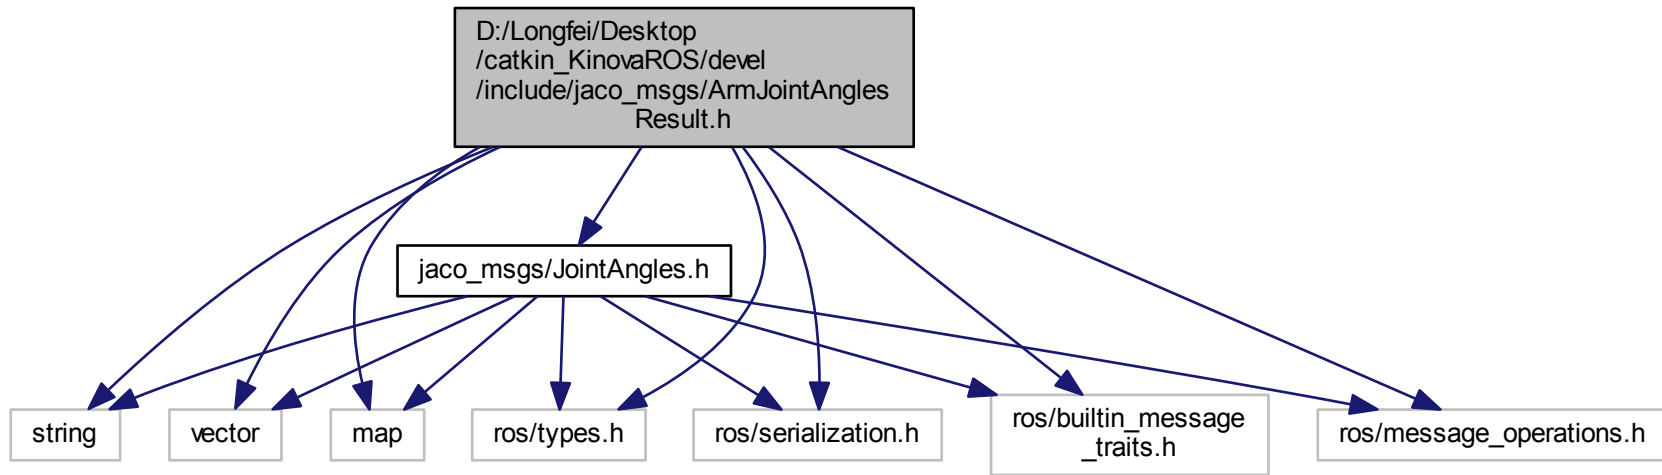 D:/Longfei/Desktop
/catkin_KinovaROS/devel
/include/jaco_msgs/ArmJointAngles
Result.h
jaco_msgs/JointAngles.h
string
vector
map
ros/types.h
ros/serialization.h
ros/builtin_message
_traits.h
ros/message_operations.h